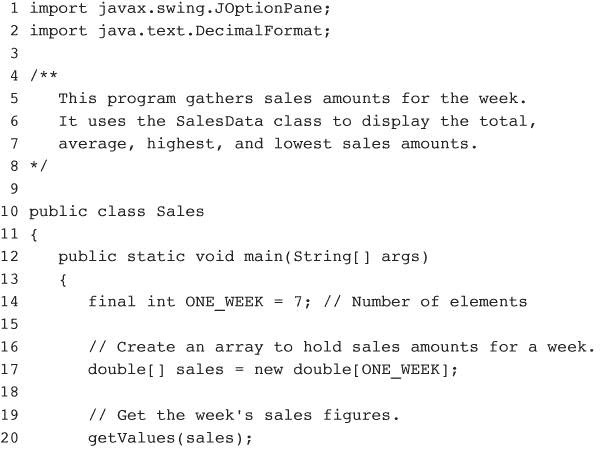 1 import javax.swing.JOptionPane;
2 import java.text.DecimalFormat;
3
4 /**
5    This program gathers sales amounts for the week.
6    It uses the SalesData class to display the total,
7    average, highest, and lowest sales amounts.
8 */
9
10 public class Sales
11 {
12    public static void main(String[] args)
13    {
14       final int ONE_WEEK = 7; // Number of elements
15
16       // Create an array to hold sales amounts for a week.
17       double[] sales = new double[ONE_WEEK];
18
19       // Get the week's sales figures.
20       getValues(sales);